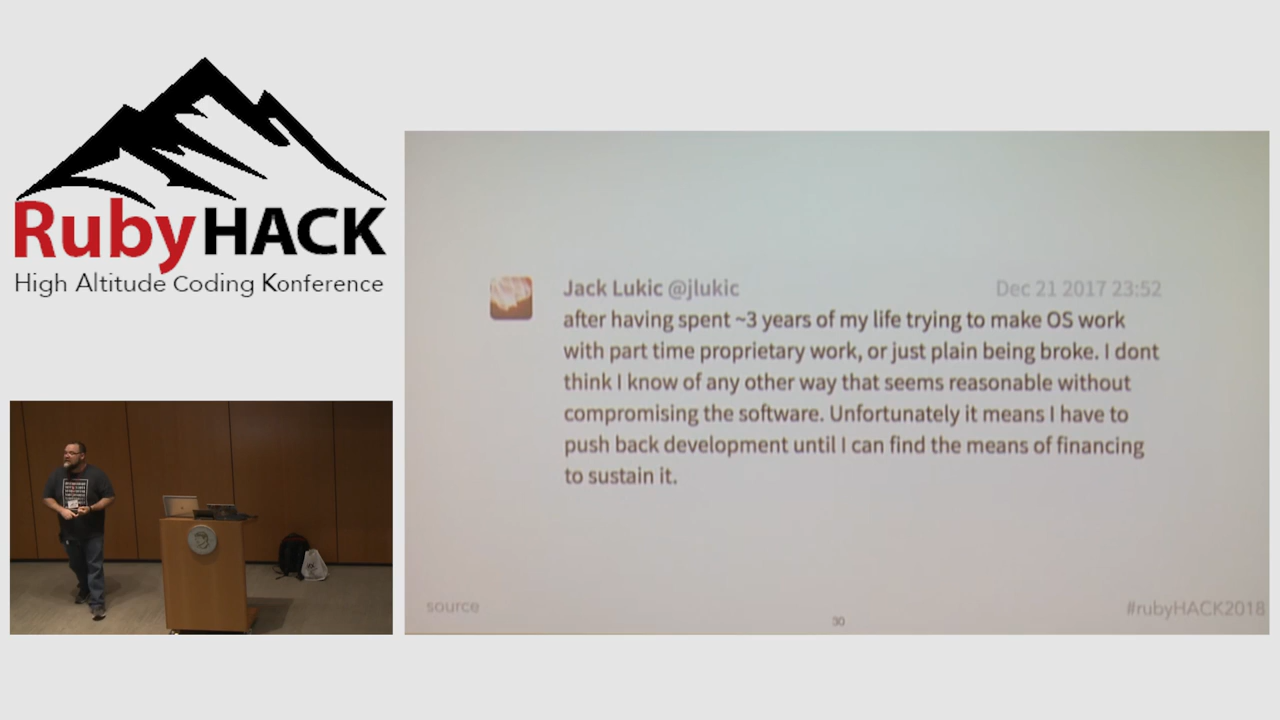 RubyHACK
High Altitude Coding Konference
Jack Lukic @jlukic
Dec 21 2017 23:52
after having spent ~3 years of my life trying to make OS work
with part time proprietary work, or just plain being broke. I dont
think I know of any other way that seems reasonable without
compromising the software. Unfortunately it means I have to
push back development until I can find the means of financing
to sustain it.
source
30
#rubyHACK2018